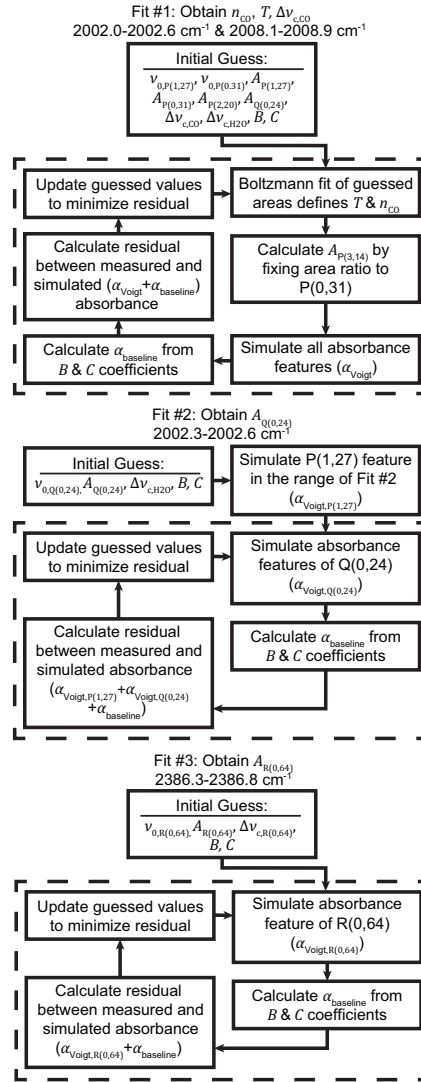 Fit #1: Obtain n_CO, T, Δν_c,CO
2002.0-2002.6 cm⁻¹ & 2008.1-2008.9 cm⁻¹
Initial Guess:
ν_0,P(1,27), ν_0,P(0.31), A_P(1,27),
A_P(0,31), A_P(2,20), A_Q(0,24),
Δν_c,CO, Δν_c,H2O, B, C
Update guessed values
to minimize residual
Boltzmann fit of guessed
areas defines T & n_CO
Calculate residual
between measured and
simulated (α_Voigt+α_baseline)
absorbance
Calculate A_P(3,14) by
fixing area ratio to
P(0,31)
Calculate α_baseline from
B & C coefficients
Simulate all absorbance
features (α_Voigt)
Fit #2: Obtain A_Q(0,24)
2002.3-2002.6 cm⁻¹
Initial Guess:
ν_0,Q(0,24), A_Q(0,24), Δν_c,H2O, B, C
Simulate P(1,27) feature
in the range of Fit #2
(α_Voigt,P(1,27))
Update guessed values
to minimize residual
Simulate absorbance
features of Q(0,24)
(α_Voigt,Q(0,24))
Calculate residual
between measured and
simulated absorbance
(α_Voigt,P(1,27)+α_Voigt,Q(0,24)
+α_baseline)
Calculate α_baseline from
B & C coefficients
Fit #3: Obtain A_R(0,64)
2386.3-2386.8 cm⁻¹
Initial Guess:
ν_0,R(0,64), A_R(0,64), Δν_c,R(0,64),
B, C
Update guessed values
to minimize residual
Simulate absorbance
feature of R(0,64)
(α_Voigt,R(0,64))
Calculate residual
between measured and
simulated absorbance
(α_Voigt,R(0,64)+α_baseline)
Calculate α_baseline from
B & C coefficients